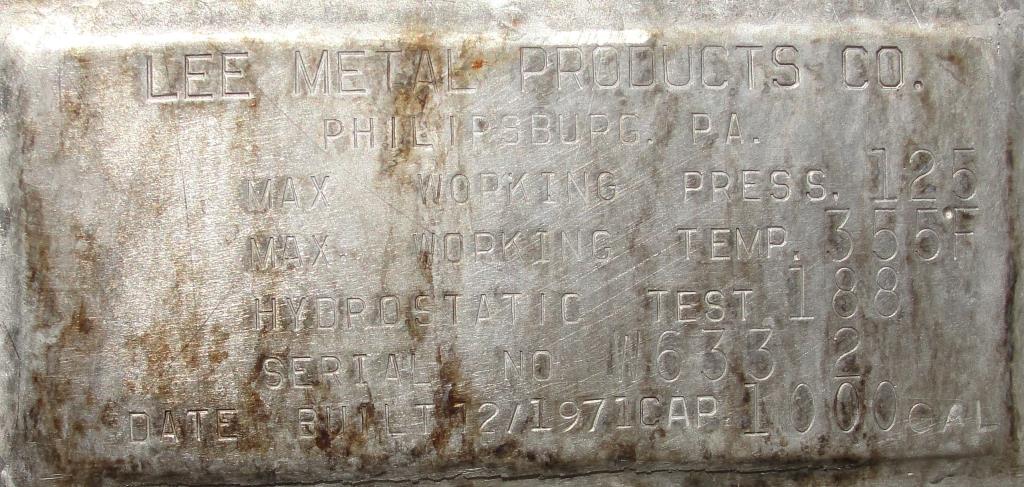 LEE METAL PRODUCTS CO.
PHILIPSBURG. PA.
MAX WORKING PRESS. 125
MAX. WORKING TEMP. 355F
HYDROSTATIC TEST 188
SERIAL NO W633 2
DATE BUILT 12/1971 CAP. 1000 GAL